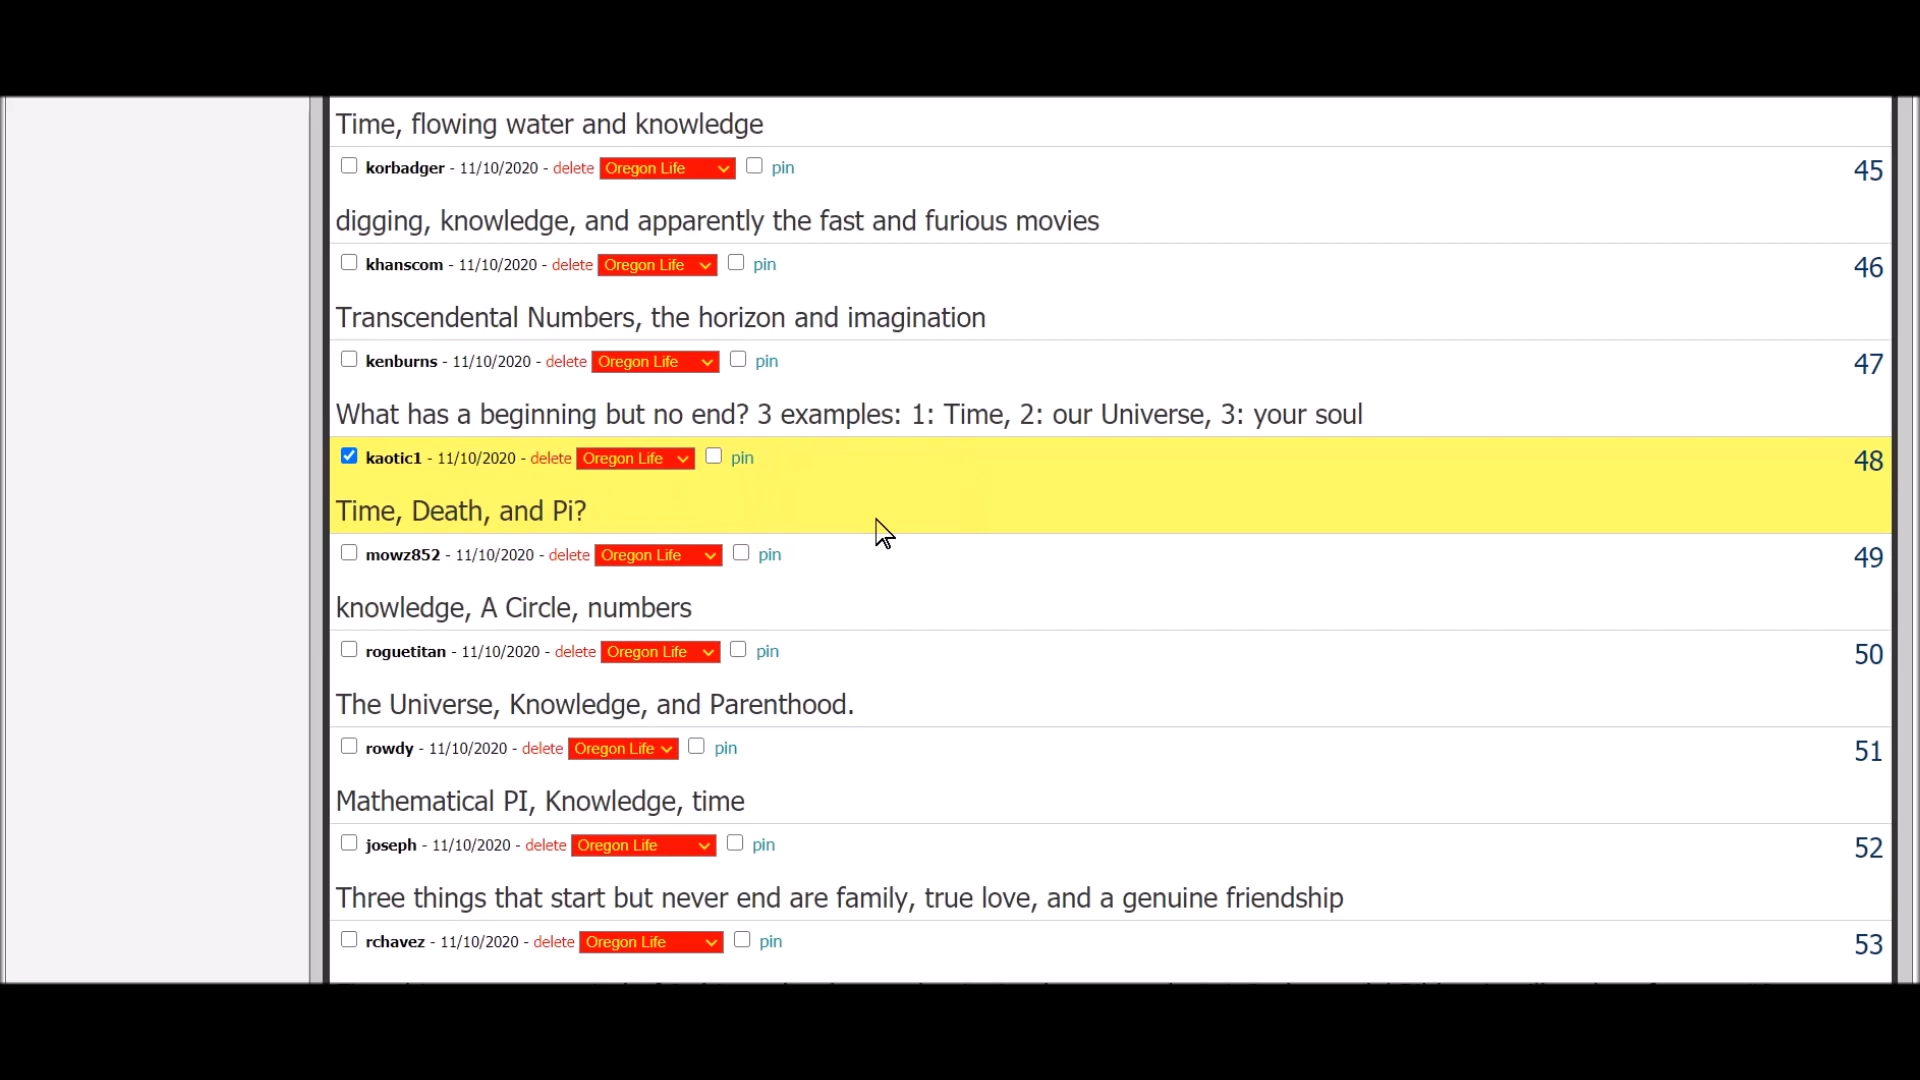 Time, flowing water and knowledge
korbadger - 11/10/2020 - delete Oregon Life pin 45
digging, knowledge, and apparently the fast and furious movies
khanscom - 11/10/2020 - delete Oregon Life pin 46
Transcendental Numbers, the horizon and imagination
kenburns - 11/10/2020 - delete Oregon Life pin 47
What has a beginning but no end? 3 examples: 1: Time, 2: our Universe, 3: your soul
kaotic1 - 11/10/2020 - delete Oregon Life pin 48
Time, Death, and Pi?
mowz852 - 11/10/2020 - delete Oregon Life pin 49
knowledge, A Circle, numbers
roguetitan - 11/10/2020 - delete Oregon Life pin 50
The Universe, Knowledge, and Parenthood.
rowdy - 11/10/2020 - delete Oregon Life pin 51
Mathematical PI, Knowledge, time
joseph - 11/10/2020 - delete Oregon Life pin 52
Three things that start but never end are family, true love, and a genuine friendship
rchavez - 11/10/2020 - delete Oregon Life pin 53